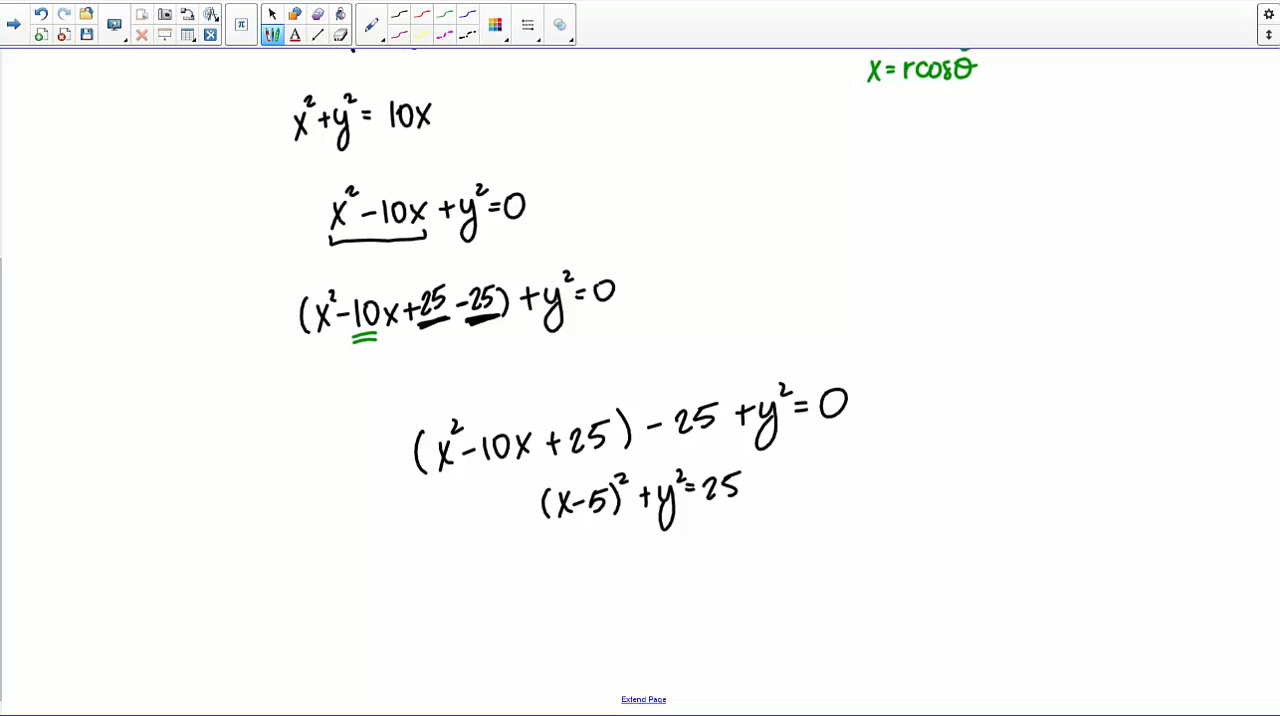 x = rcosθ
x² + y² = 10x
x² - 10x + y² = 0
(x² - 10x + 25 - 25) + y² = 0
(x² - 10x + 25) - 25 + y² = 0
(x - 5)² + y² = 25
Extend Page